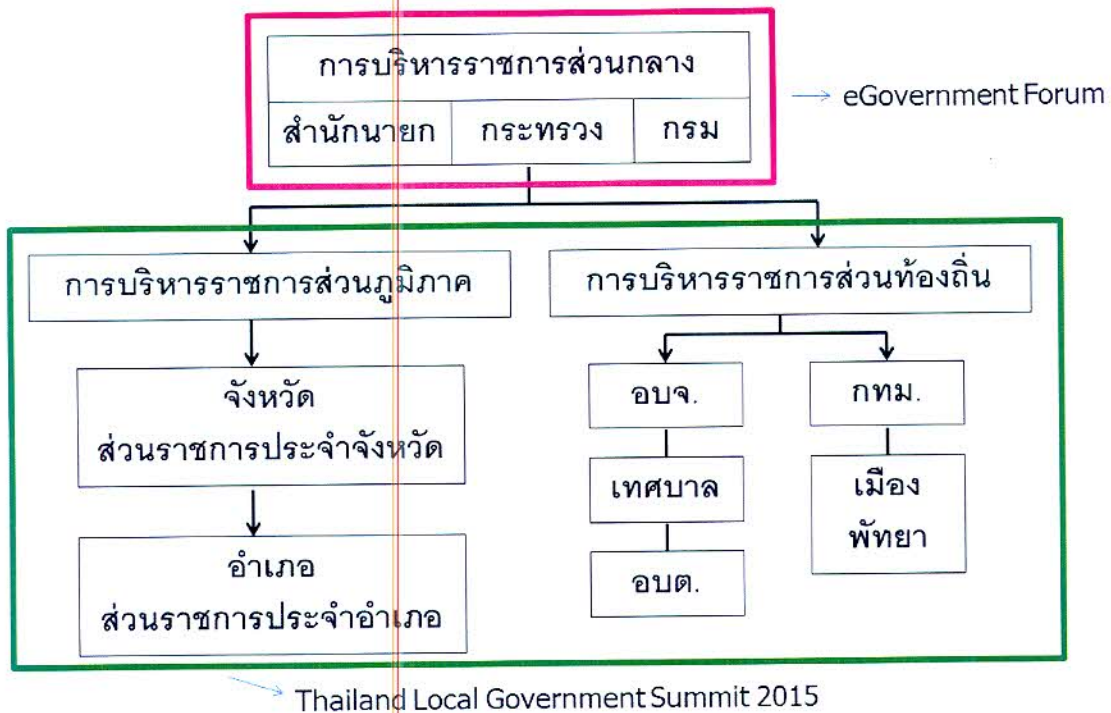 การบริหารราชการส่วนกลาง
สำนักนายก กระทรวง กรม
eGovernment Forum
การบริหารราชการส่วนภูมิภาค
การบริหารราชการส่วนท้องถิ่น
จังหวัด
ส่วนราชการประจำจังหวัด
อำเภอ
ส่วนราชการประจำอำเภอ
อบจ.
เทศบาล
อบต.
กทม.
เมือง
พัทยา
Thailand Local Government Summit 2015